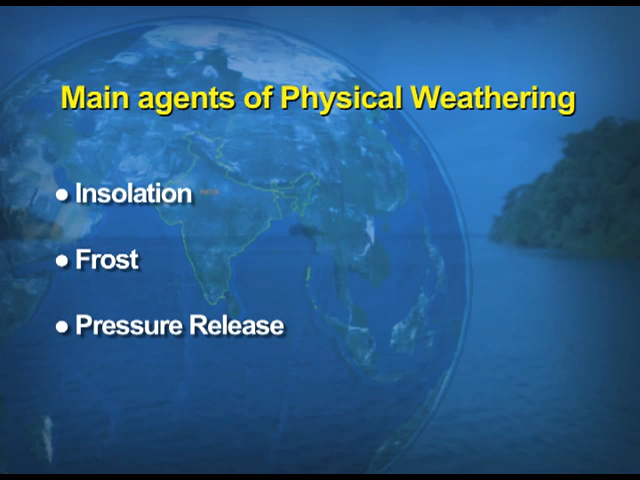 Main agents of Physical Weathering
• Insolation
• Frost
• Pressure Release